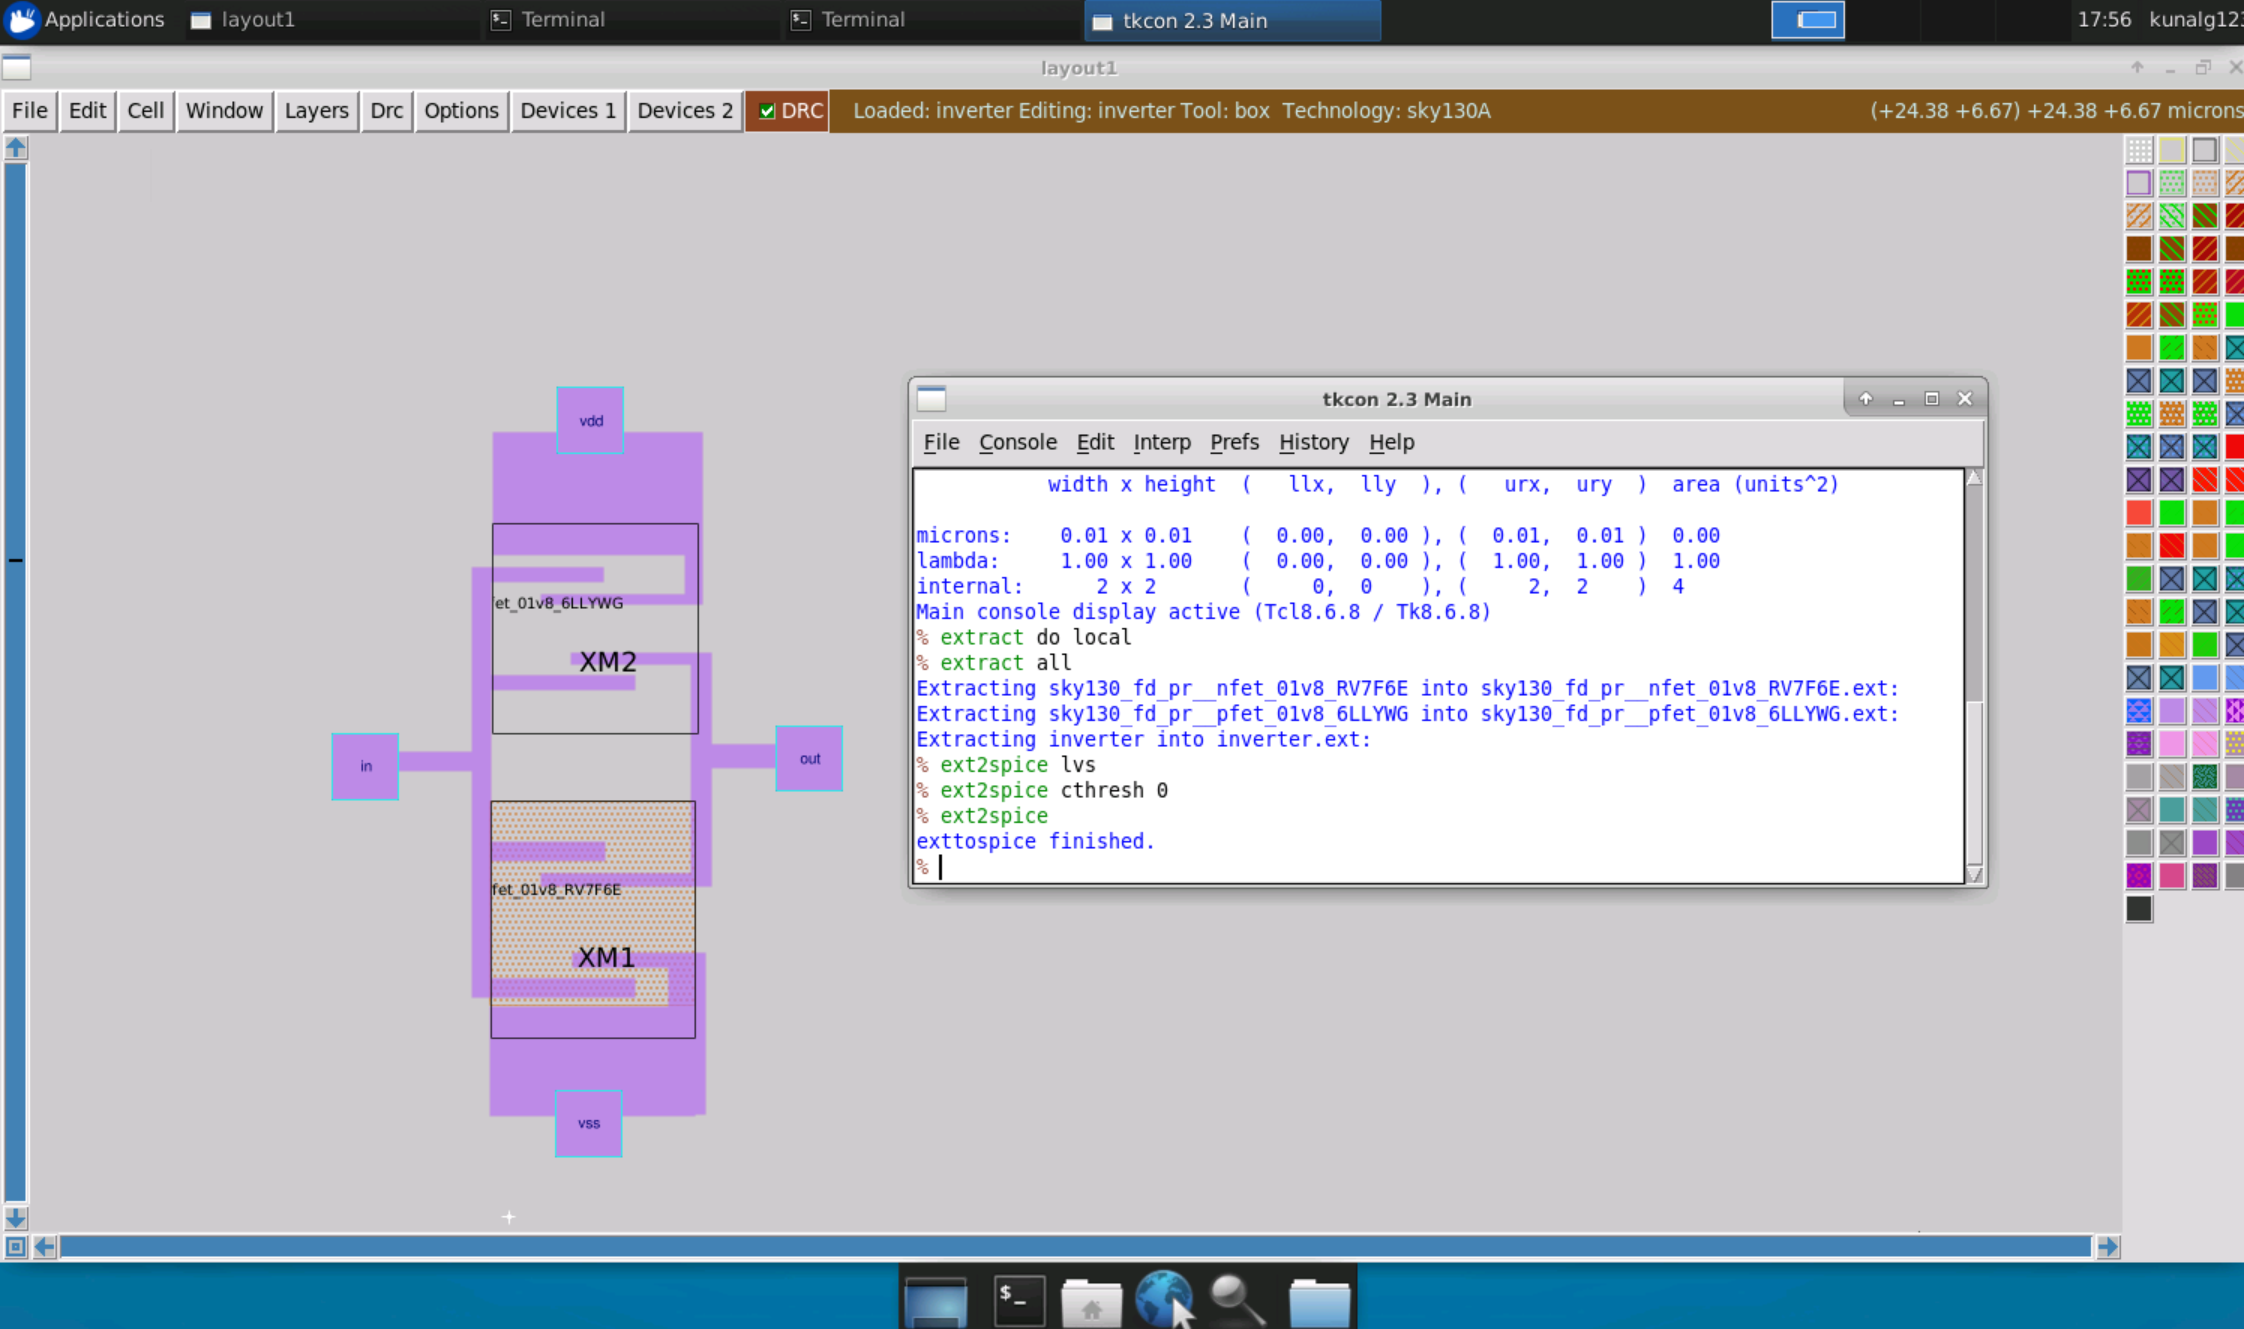 Applications layout1 Terminal Terminal tkcon 2.3 Main 17:56 kunalg123
layout1
File Edit Cell Window Layers Drc Options Devices 1 Devices 2 DRC Loaded: inverter Editing: inverter Tool: box Technology: sky130A (+24.38 +6.67) +24.38 +6.67 microns
vdd
fet_01v8_6LLYWG
XM2
in
out
fet_01v8_RV7F6E
XM1
vss
tkcon 2.3 Main
File Console Edit Interp Prefs History Help
width x height ( llx, lly ), ( urx, ury ) area (units^2)
microns: 0.01 x 0.01 ( 0.00, 0.00 ), ( 0.01, 0.01 ) 0.00
lambda: 1.00 x 1.00 ( 0.00, 0.00 ), ( 1.00, 1.00 ) 1.00
internal: 2 x 2 ( 0, 0 ), ( 2, 2 ) 4
Main console display active (Tcl8.6.8 / Tk8.6.8)
% extract do local
% extract all
Extracting sky130_fd_pr__nfet_01v8_RV7F6E into sky130_fd_pr__nfet_01v8_RV7F6E.ext:
Extracting sky130_fd_pr__pfet_01v8_6LLYWG into sky130_fd_pr__pfet_01v8_6LLYWG.ext:
Extracting inverter into inverter.ext:
% ext2spice lvs
% ext2spice cthresh 0
% ext2spice
exttospice finished.
%
$_